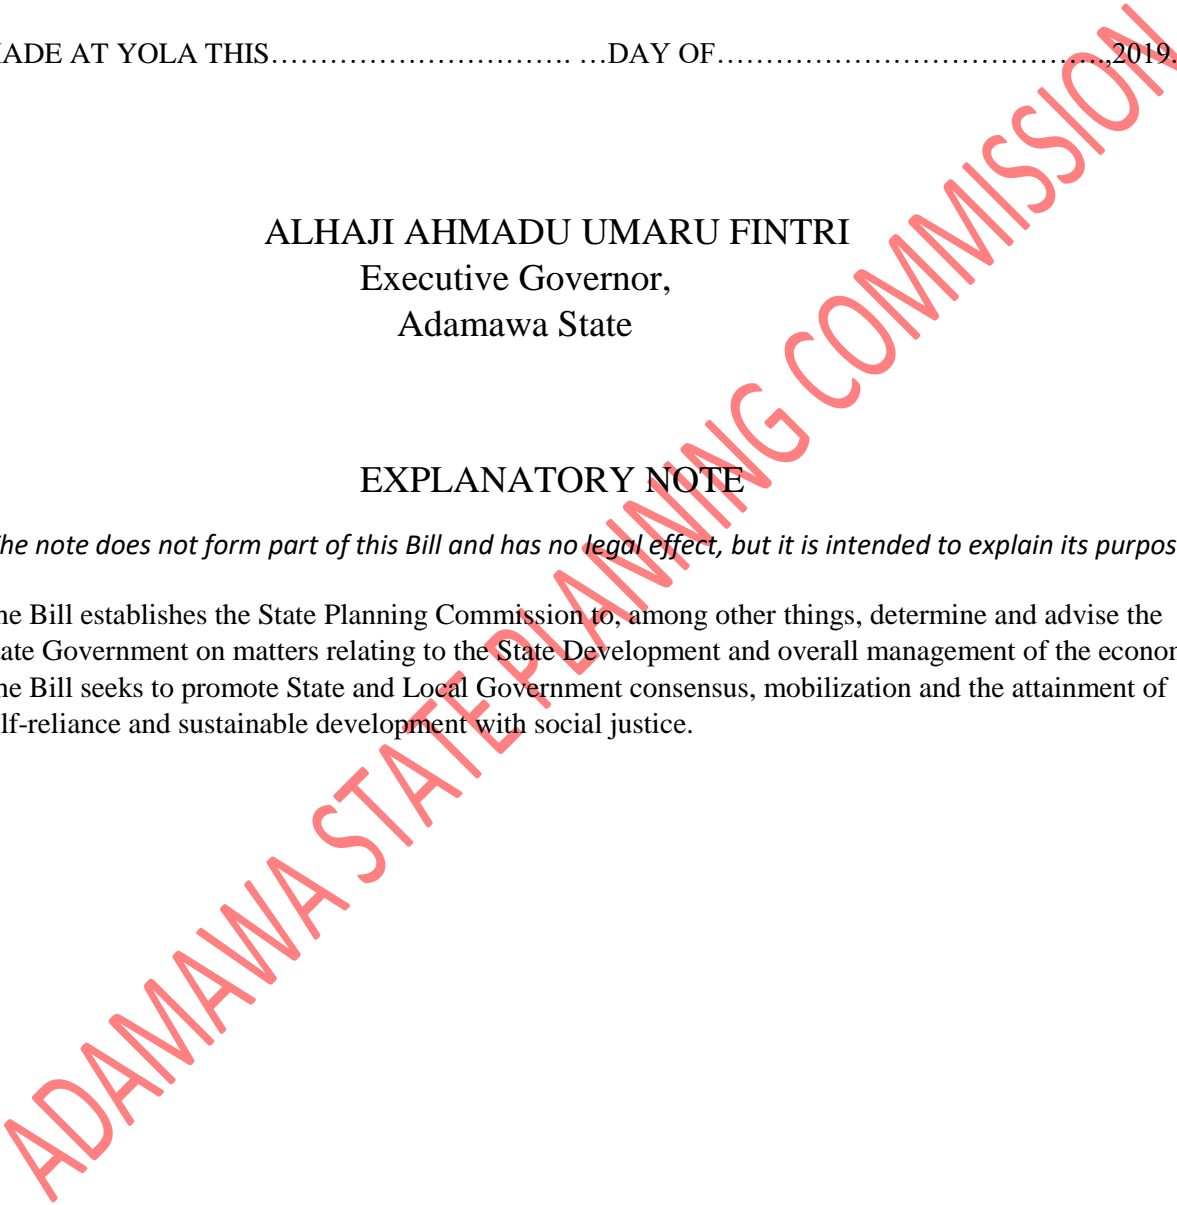 ADE AT YOLA THIS…………………………. …DAY OF………………………………….,2019.
ALHAJI AHMADU UMARU FINTRI
Executive Governor,
Adamawa State
EXPLANATORY NOTE
he note does not form part of this Bill and has no legal effect, but it is intended to explain its purpos
he Bill establishes the State Planning Commission to, among other things, determine and advise the
ate Government on matters relating to the State Development and overall management of the econon
he Bill seeks to promote State and Local Government consensus, mobilization and the attainment of
lf-reliance and sustainable development with social justice.
ADAMAWA STATE PLANNING COMMISSION